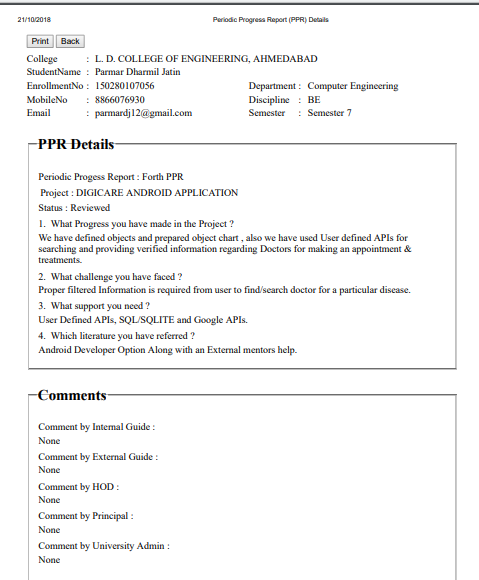 21/10/2018 Periodic Progress Report (PPR) Details
Print Back
College : L. D. COLLEGE OF ENGINEERING, AHMEDABAD
StudentName : Parmar Dharmil Jatin
EnrollmentNo : 150280107056 Department : Computer Engineering
MobileNo : 8866076930 Discipline : BE
Email : parmardj12@gmail.com Semester : Semester 7
PPR Details
Periodic Progess Report : Forth PPR
Project : DIGICARE ANDROID APPLICATION
Status : Reviewed
1. What Progress you have made in the Project ?
We have defined objects and prepared object chart , also we have used User defined APIs for
searching and providing verified information regarding Doctors for making an appointment &
treatments.
2. What challenge you have faced ?
Proper filtered Information is required from user to find/search doctor for a particular disease.
3. What support you need ?
User Defined APIs, SQL/SQLITE and Google APIs.
4. Which literature you have referred ?
Android Developer Option Along with an External mentors help.
Comments
Comment by Internal Guide :
None
Comment by External Guide :
None
Comment by HOD :
None
Comment by Principal :
None
Comment by University Admin :
None